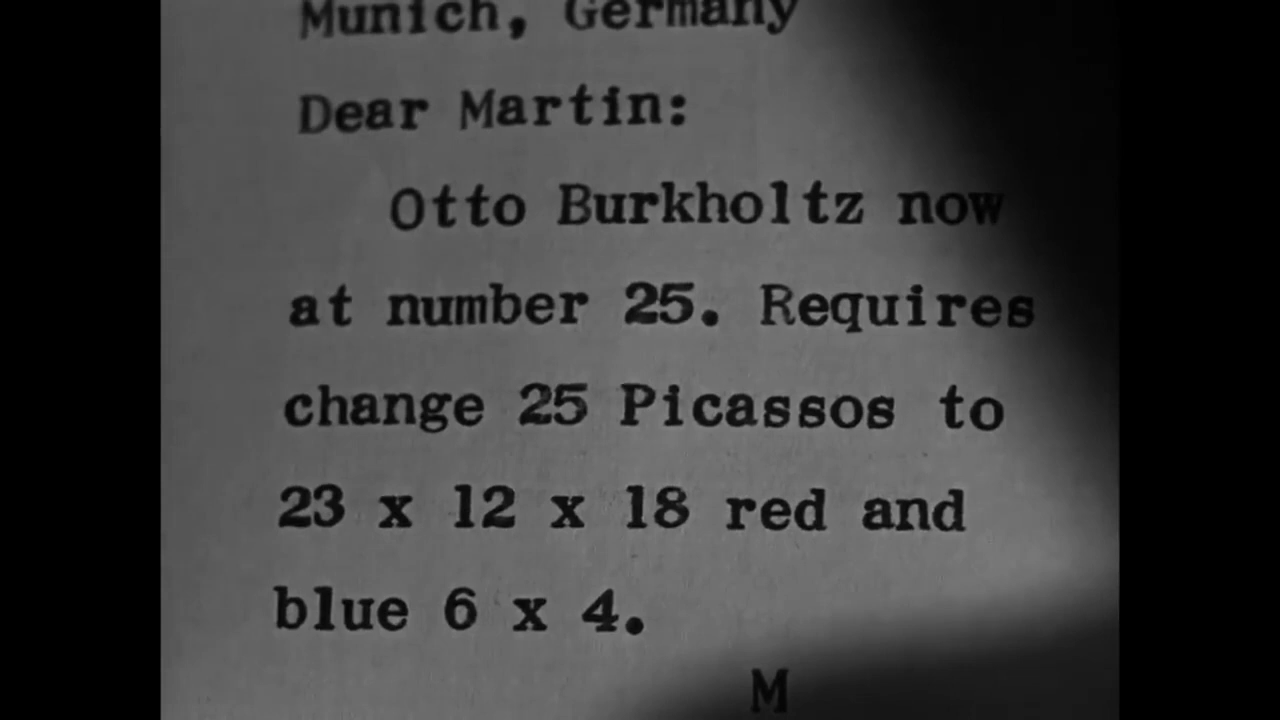 Munich, Germany
Dear Martin:
Otto Burkholtz now
at number 25. Requires
change 25 Picassos to
23 x 12 x 18 red and
blue 6 x 4.
M